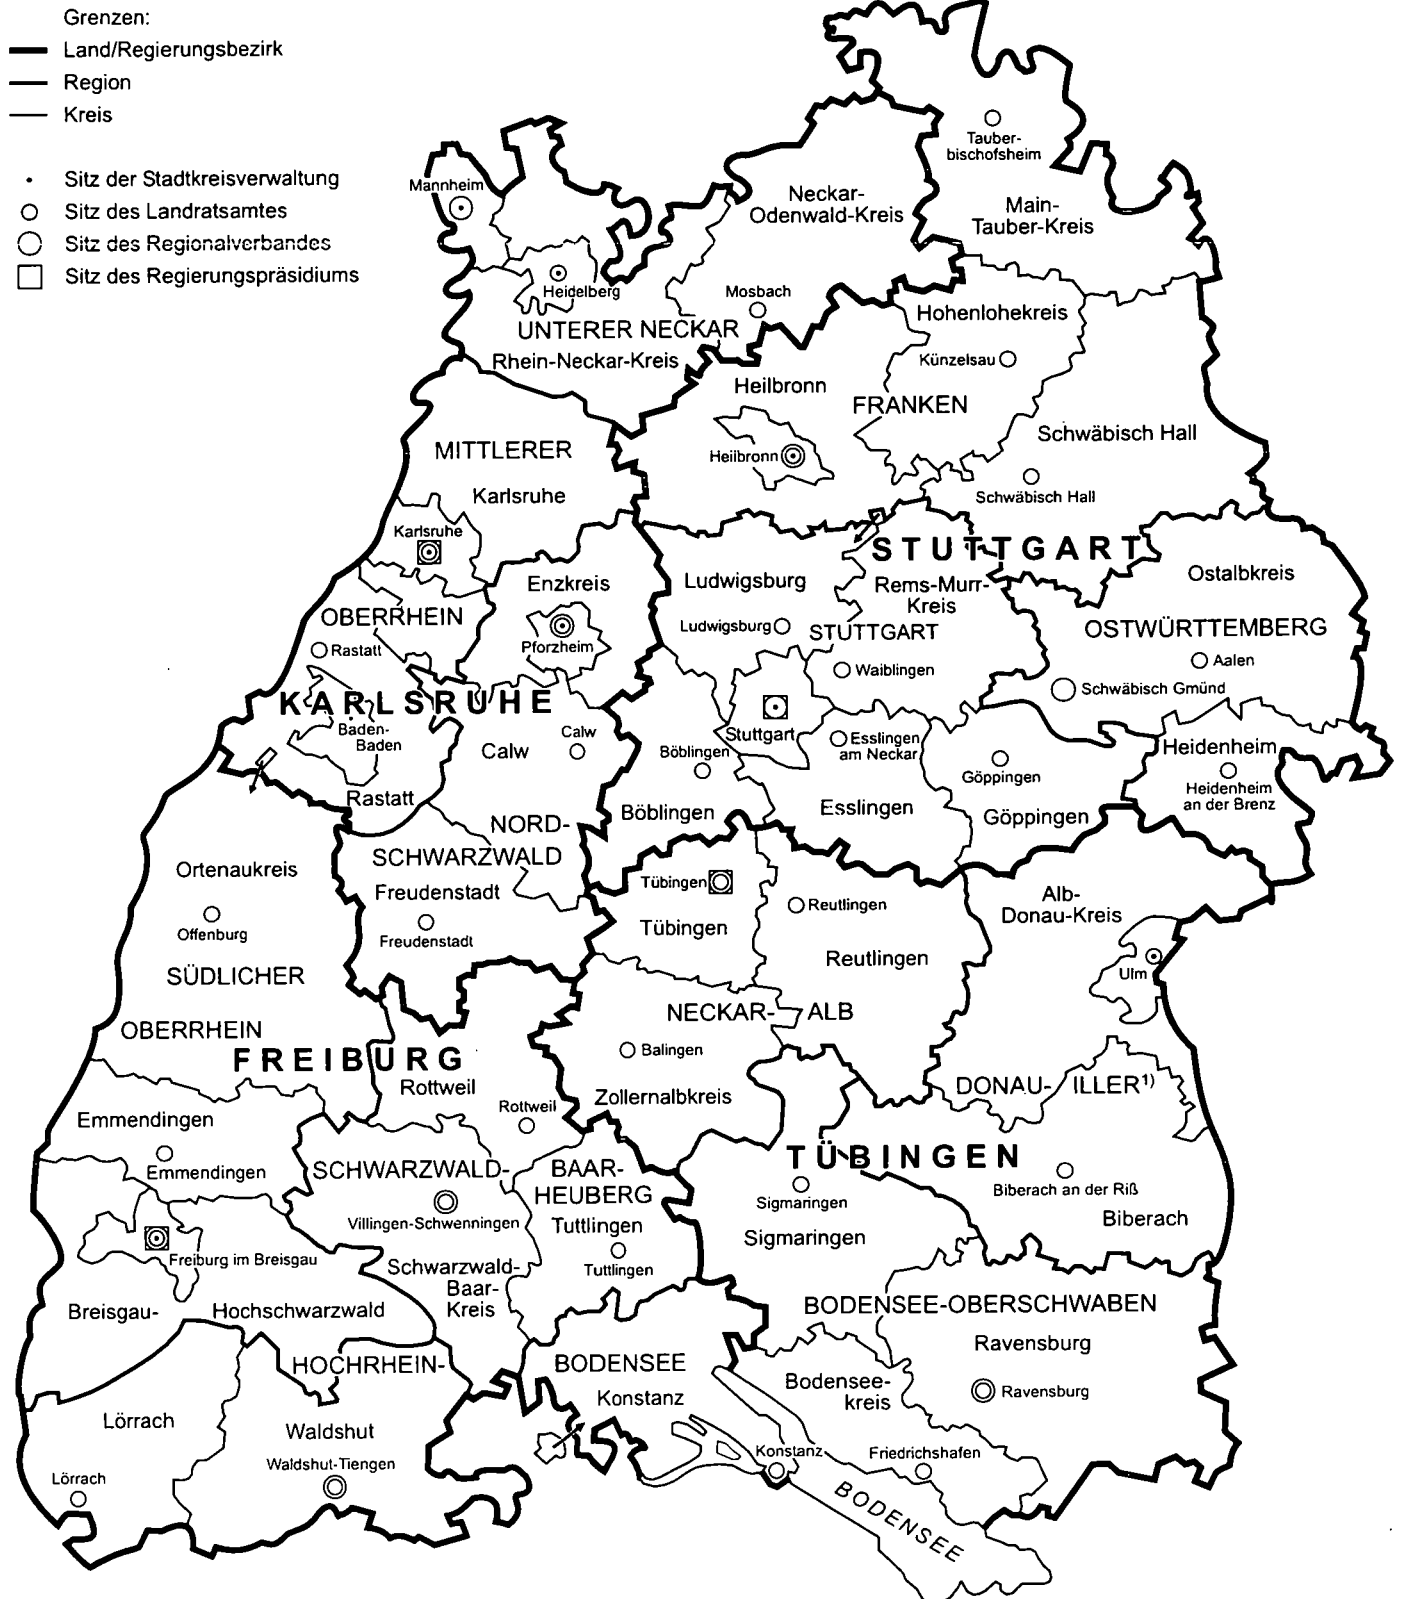 Grenzen:
Land/Regierungsbezirk
Region
Kreis
Sitz der Stadtkreisverwaltung
Sitz des Landratsamtes
Sitz des Regionalverbandes
Sitz des Regierungspräsidiums
Tauber-
bischofsheim
Main-
Tauber-Kreis
Neckar-
Odenwald-Kreis
Mannheim
Heidelberg
Mosbach
UNTERER NECKAR
Rhein-Neckar-Kreis
Hohenlohekreis
Künzelsau
Heilbronn
FRANKEN
Heilbronn
Schwäbisch Hall
Schwäbisch Hall
MITTLERER
Karlsruhe
Karlsruhe
OBERRHEIN
Rastatt
Enzkreis
Pforzheim
KARLSRUHE
Baden-
Baden
Rastatt
Calw
Calw
STUTTGART
Ludwigsburg
Ludwigsburg
Rems-Murr-
Kreis
STUTTGART
Waiblingen
Ostalbkreis
OSTWÜRTTEMBERG
Aalen
Schwäbisch Gmünd
Stuttgart
Böblingen
Böblingen
Esslingen
am Neckar
Esslingen
Göppingen
Göppingen
Heidenheim
Heidenheim
an der Brenz
NORD-
SCHWARZWALD
Freudenstadt
Freudenstadt
Ortenaukreis
Offenburg
SÜDLICHER
OBERRHEIN
FREIBURG
Tübingen
Tübingen
Reutlingen
Reutlingen
Alb-
Donau-Kreis
Ulm
NECKAR- ALB
Balingen
Zollernalbkreis
DONAU- ILLER1)
Rottweil
Rottweil
Emmendingen
Emmendingen
SCHWARZWALD-
BAAR-
HEUBERG
Villingen-Schwenningen
Tuttlingen
Tuttlingen
Schwarzwald-
Baar-
Kreis
TÜBINGEN
Sigmaringen
Sigmaringen
Biberach an der Riß
Biberach
Freiburg im Breisgau
Breisgau- Hochschwarzwald
HOCHRHEIN-
BODENSEE
Konstanz
BODENSEE-OBERSCHWABEN
Ravensburg
Ravensburg
Bodensee-
kreis
Lörrach
Lörrach
Waldshut
Waldshut-Tiengen
Konstanz
Friedrichshafen
BODENSEE